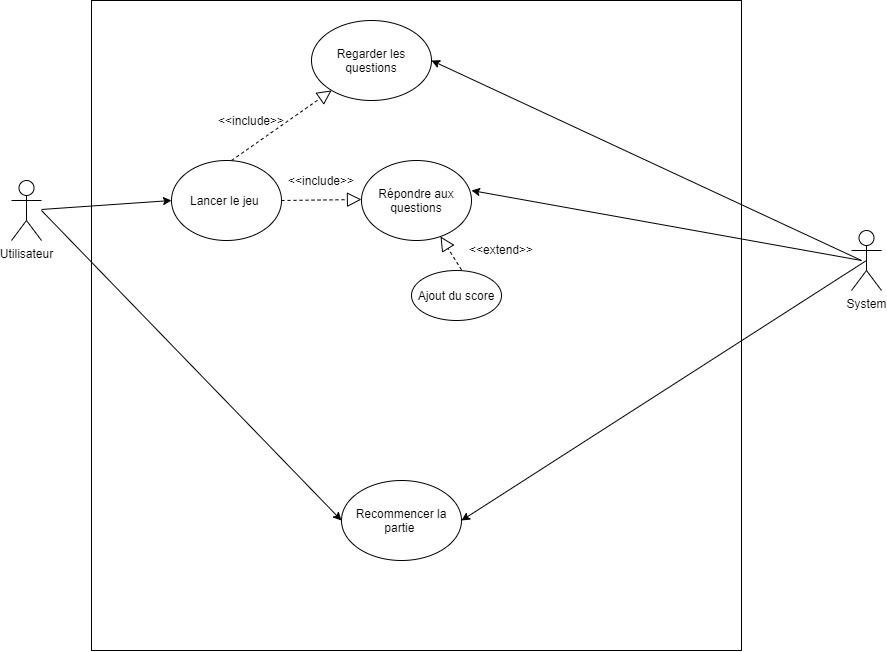 Regarder les
questions
<<include>>
<<include>>
Lancer le jeu
Répondre aux
questions
Utilisateur
<<extend>>
Ajout du score
System
Recommencer la
partie